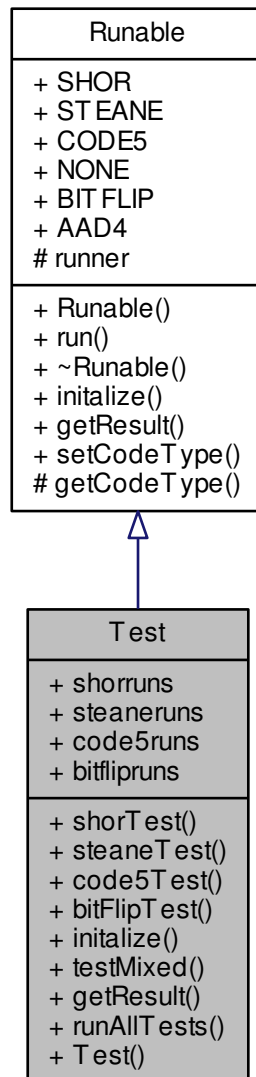 Runable
+ SHOR
+ STEANE
+ CODE5
+ NONE
+ BITFLIP
+ AAD4
# runner
+ Runable()
+ run()
+ ~Runable()
+ initalize()
+ getResult()
+ setCodeType()
# getCodeType()
Test
+ shorruns
+ steaneruns
+ code5runs
+ bitflipruns
+ shorTest()
+ steaneTest()
+ code5Test()
+ bitFlipTest()
+ initalize()
+ testMixed()
+ getResult()
+ runAllTests()
+ Test()